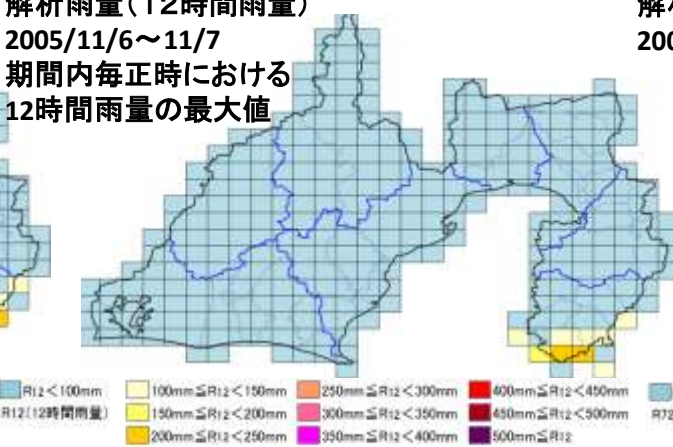 解析雨量(12時間雨量)
2005/11/6～11/7
期間内毎正時における
12時間雨量の最大値
解
200
R12<100mm
100mm≦R12<150mm
250mm≦R12<300mm
400mm≦R12<450mm
R12(12時間雨量)
150mm≦R12<200mm
300mm≦R12<350mm
450mm≦R12<500mm
R72
200mm≦R12<250mm
350mm≦R12<400mm
500mm≦R12